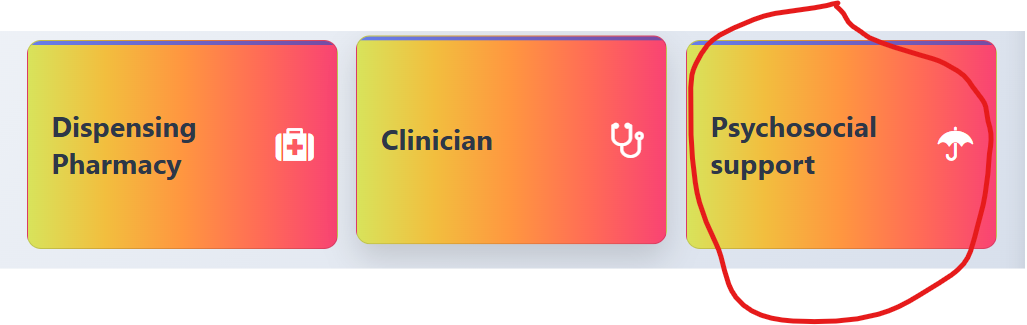 Dispensing
Pharmacy
Clinician
Psychosocial
support